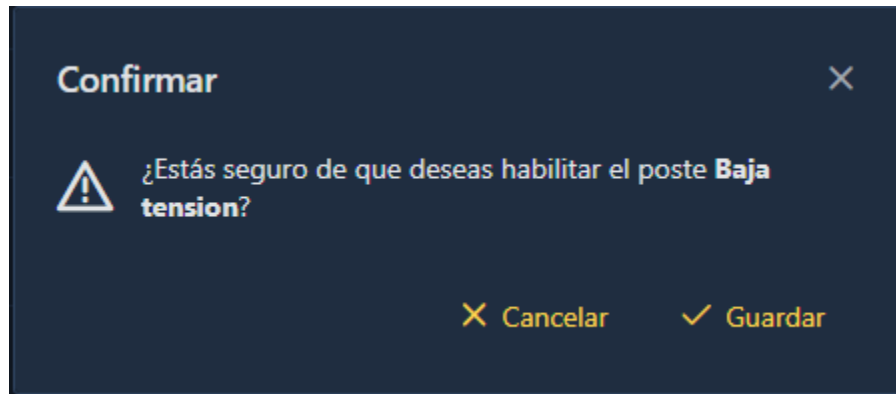 Confirmar
¿Estás seguro de que deseas habilitar el poste Baja
tension?
Cancelar
Guardar